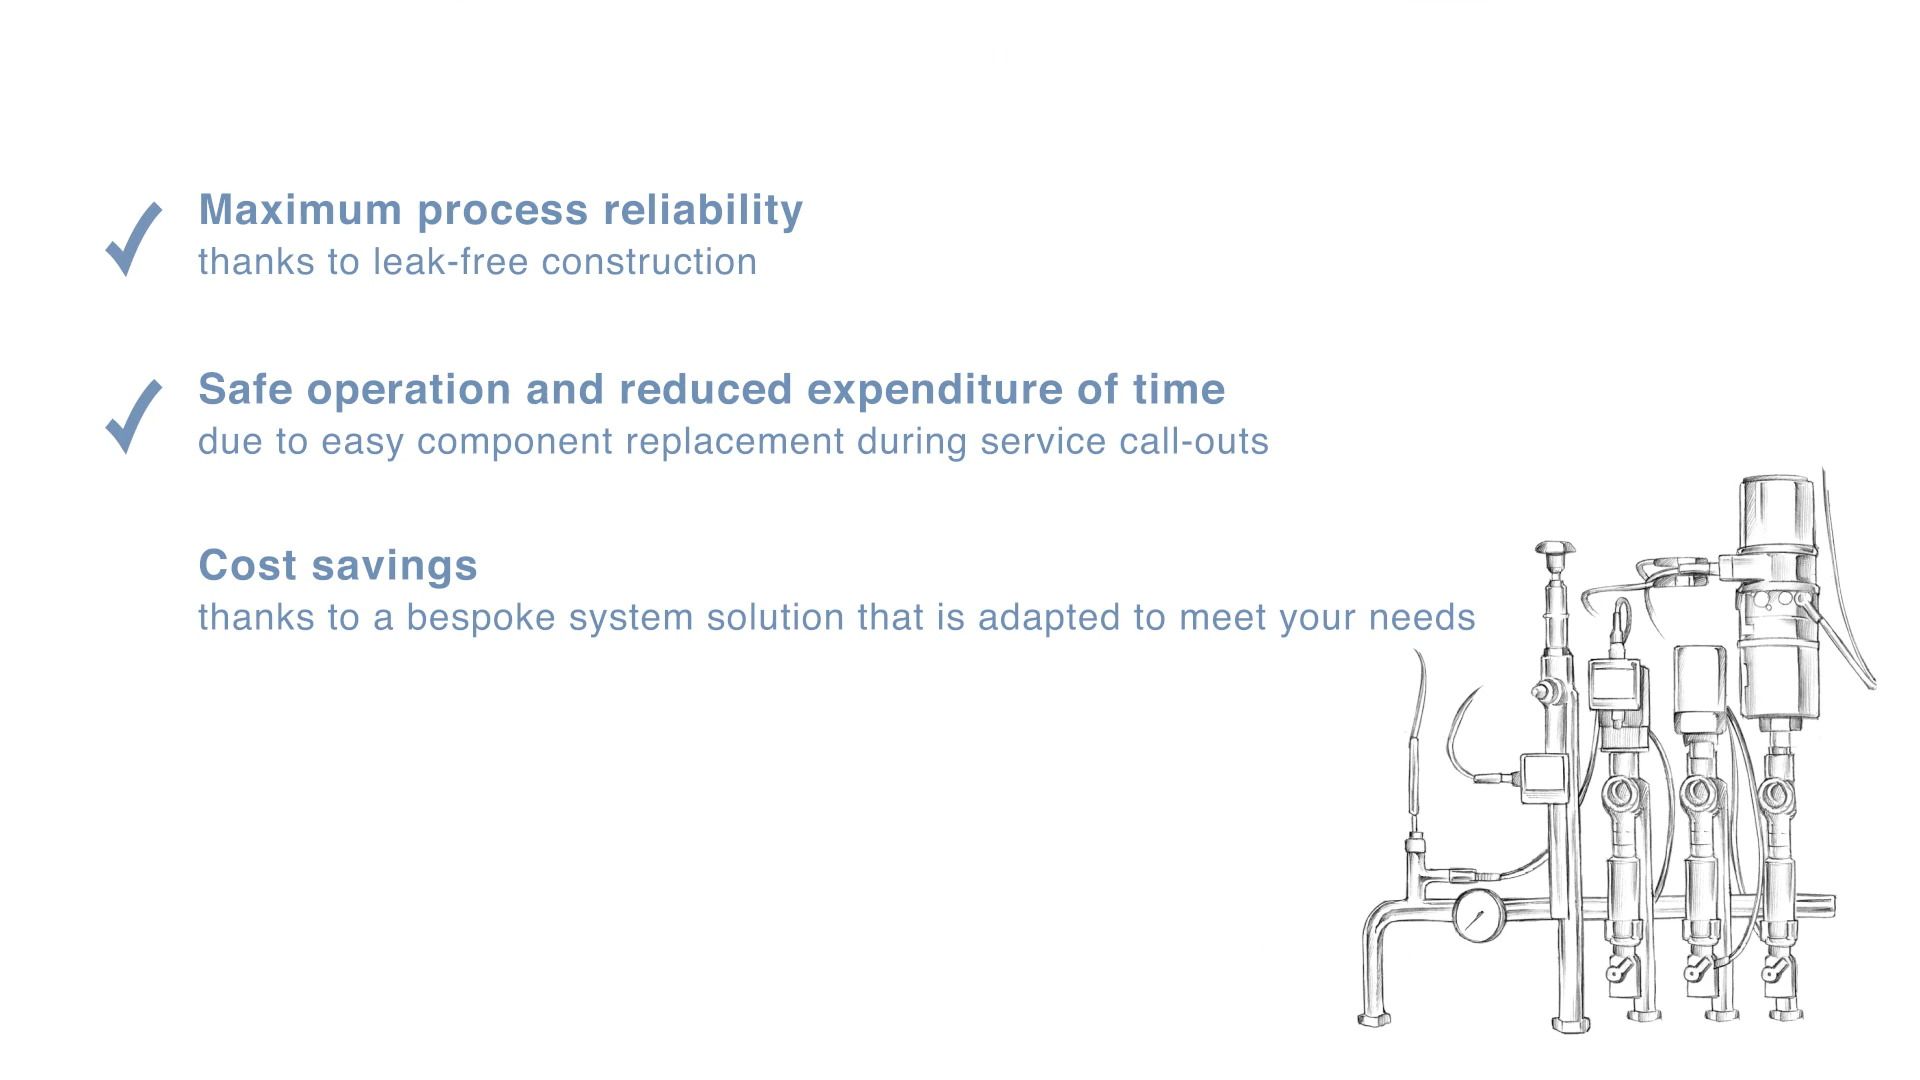 Maximum process reliability
thanks to leak-free construction
Safe operation and reduced expenditure of time
due to easy component replacement during service call-outs
Cost savings
thanks to a bespoke system solution that is adapted to meet your needs